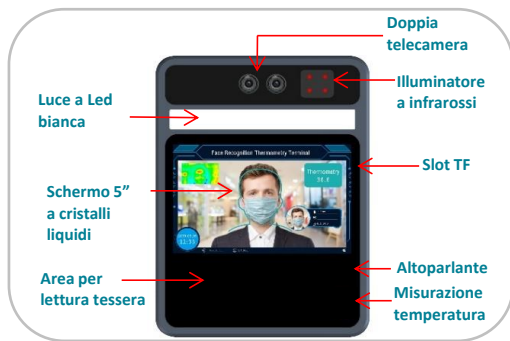 Doppia
telecamera
Illuminatore
a infrarossi
Luce a Led
bianca
Face Recognition Thermometry Terminal
Thermometry
Slot TF
Schermo 5”
a cristalli
liquidi
Area per
lettura tessera
Altoparlante
Misurazione
temperatura